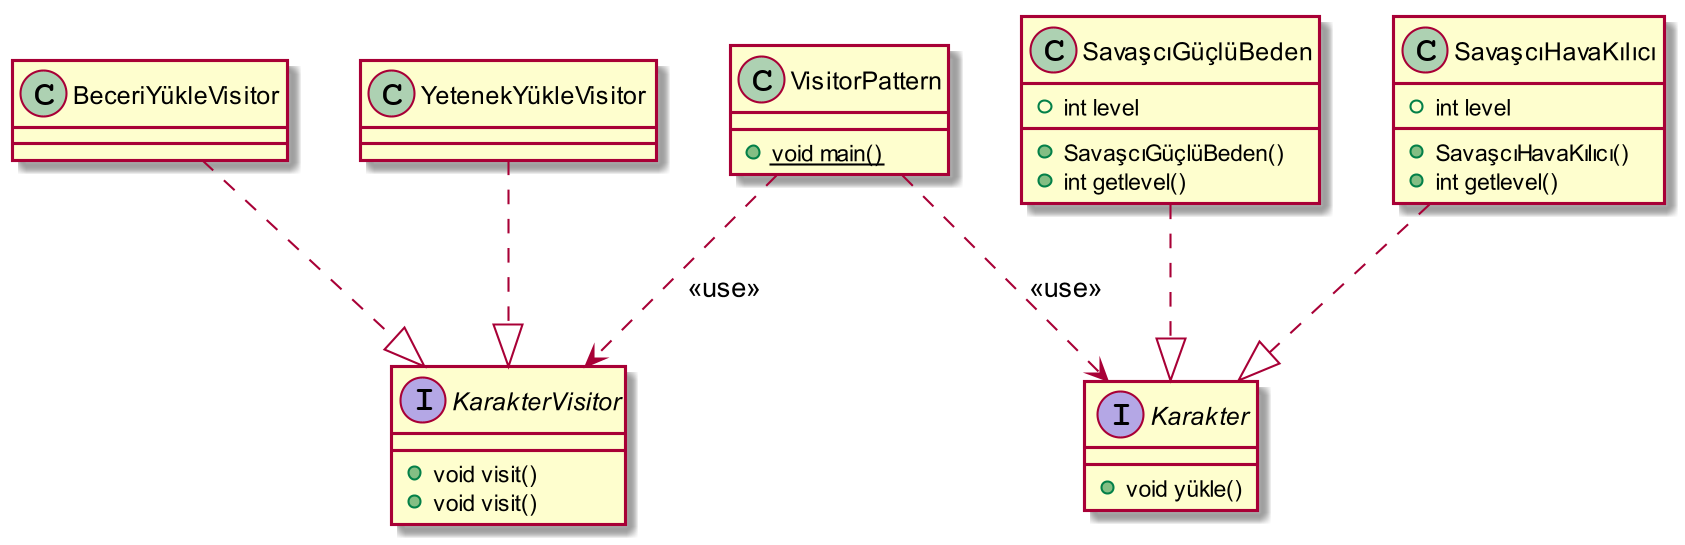 C BeceriYükleVisitor
C YetenekYükleVisitor
C VisitorPattern
void main()
C SavaşcıGüçlüBeden
int level
SavaşcıGüçlüBeden()
int getlevel()
C SavaşcıHavaKılıcı
int level
SavaşcıHavaKılıcı()
int getlevel()
«use»
«use»
I KarakterVisitor
void visit()
void visit()
I Karakter
void yükle()